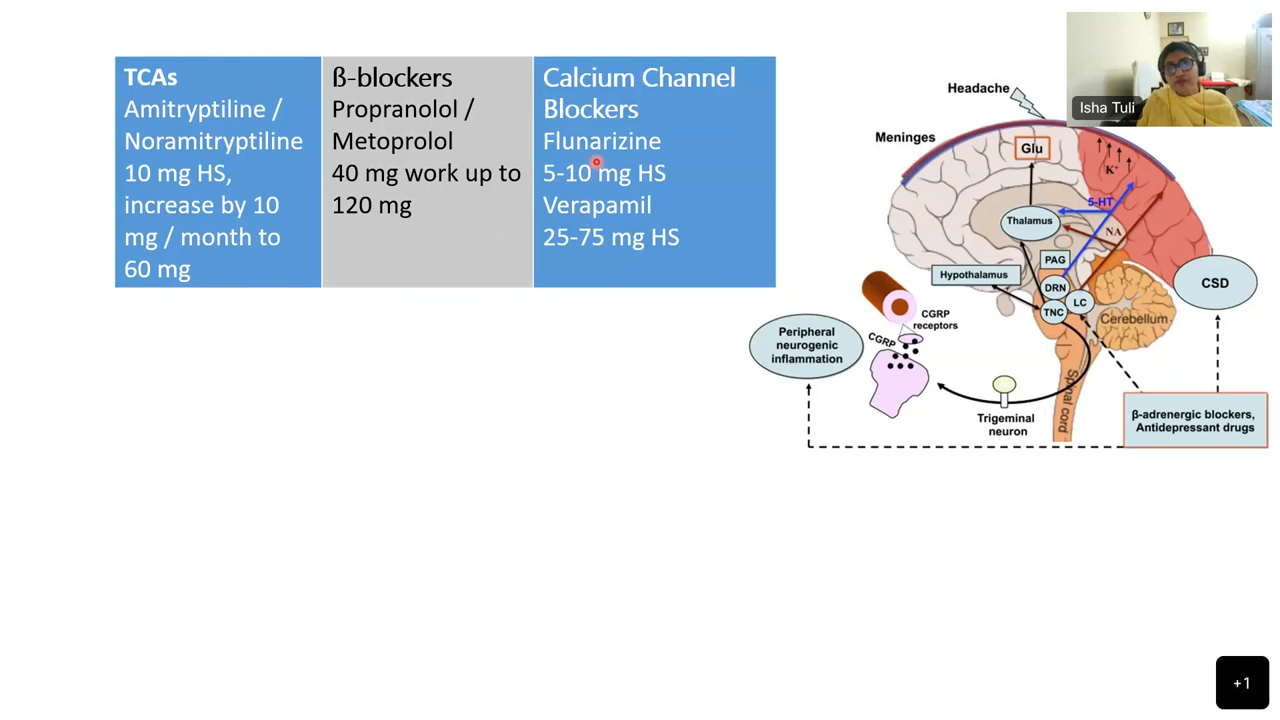 TCAs
Amitryptiline /
Noramitryptiline
10 mg HS,
increase by 10
mg / month to
60 mg
ß-blockers
Propranolol /
Metoprolol
40 mg work up to
120 mg
Calcium Channel
Blockers
Flunarizine
5-10 mg HS
Verapamil
25-75 mg HS
Headache
Meninges
Glu
K⁺
5-HT
Thalamus
NA
PAG
Hypothalamus
DRN
LC
TNC
Cerebellum
CSD
CGRP
receptors
CGRP
Peripheral
neurogenic
inflammation
Spinal cord
Trigeminal
neuron
β-adrenergic blockers,
Antidepressant drugs
Isha Tuli
+1